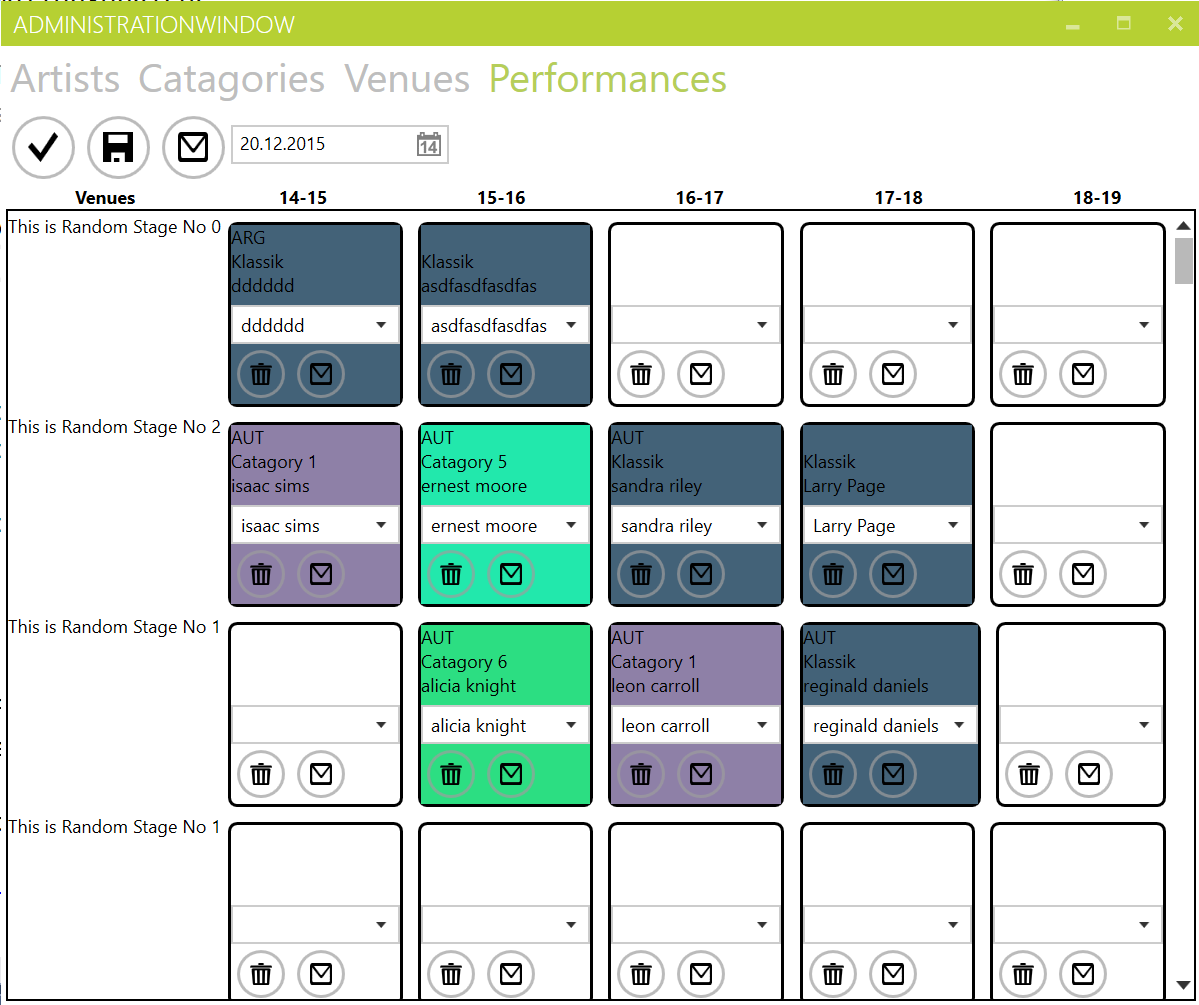 ADMINISTRATIONWINDOW
Artists Catagories Venues Performances
20.12.2015
14
Venues 14-15 15-16 16-17 17-18 18-19
This is Random Stage No 0
ARG
Klassik
dddddd
dddddd
Klassik
asdfasdfasdfas
asdfasdfasdfas
This is Random Stage No 2
AUT
Catagory 1
isaac sims
isaac sims
AUT
Catagory 5
ernest moore
ernest moore
AUT
Klassik
sandra riley
sandra riley
Klassik
Larry Page
Larry Page
This is Random Stage No 1
AUT
Catagory 6
alicia knight
alicia knight
AUT
Catagory 1
leon carroll
leon carroll
AUT
Klassik
reginald daniels
reginald daniels
This is Random Stage No 1